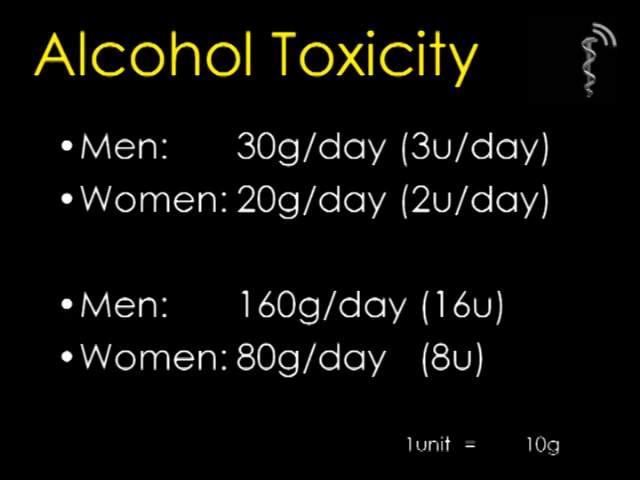 Alcohol Toxicity
•Men: 30g/day (3u/day)
•Women: 20g/day (2u/day)
•Men: 160g/day (16u)
•Women: 80g/day (8u)
1unit = 10g